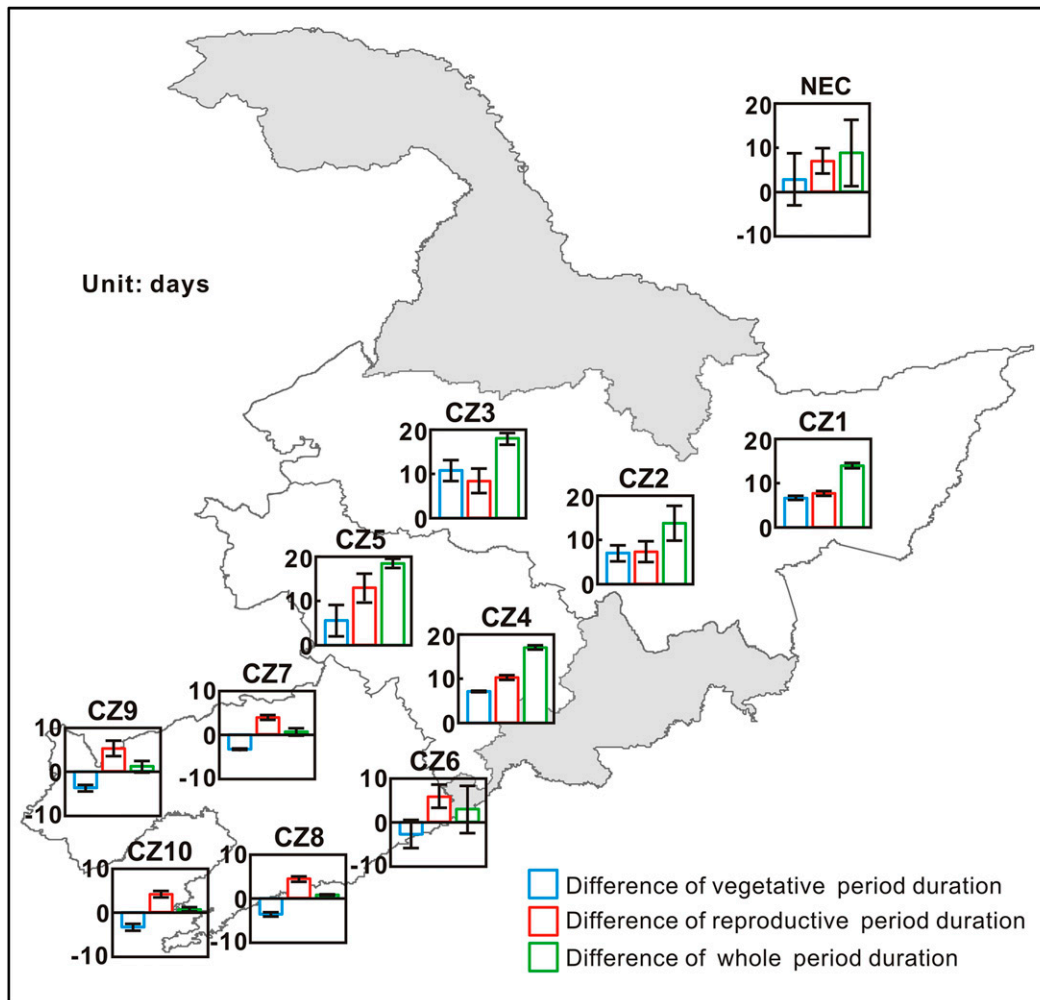 NEC
20
10
0
-10
Unit: days
CZ3
20
10
0
CZ1
20
10
0
CZ2
20
10
0
CZ5
20
10
0
CZ4
20
10
0
CZ7
10
0
-10
CZ9
10
0
-10
CZ6
10
0
-10
CZ10
10
0
-10
CZ8
10
0
-10
Difference of vegetative period duration
Difference of reproductive period duration
Difference of whole period duration